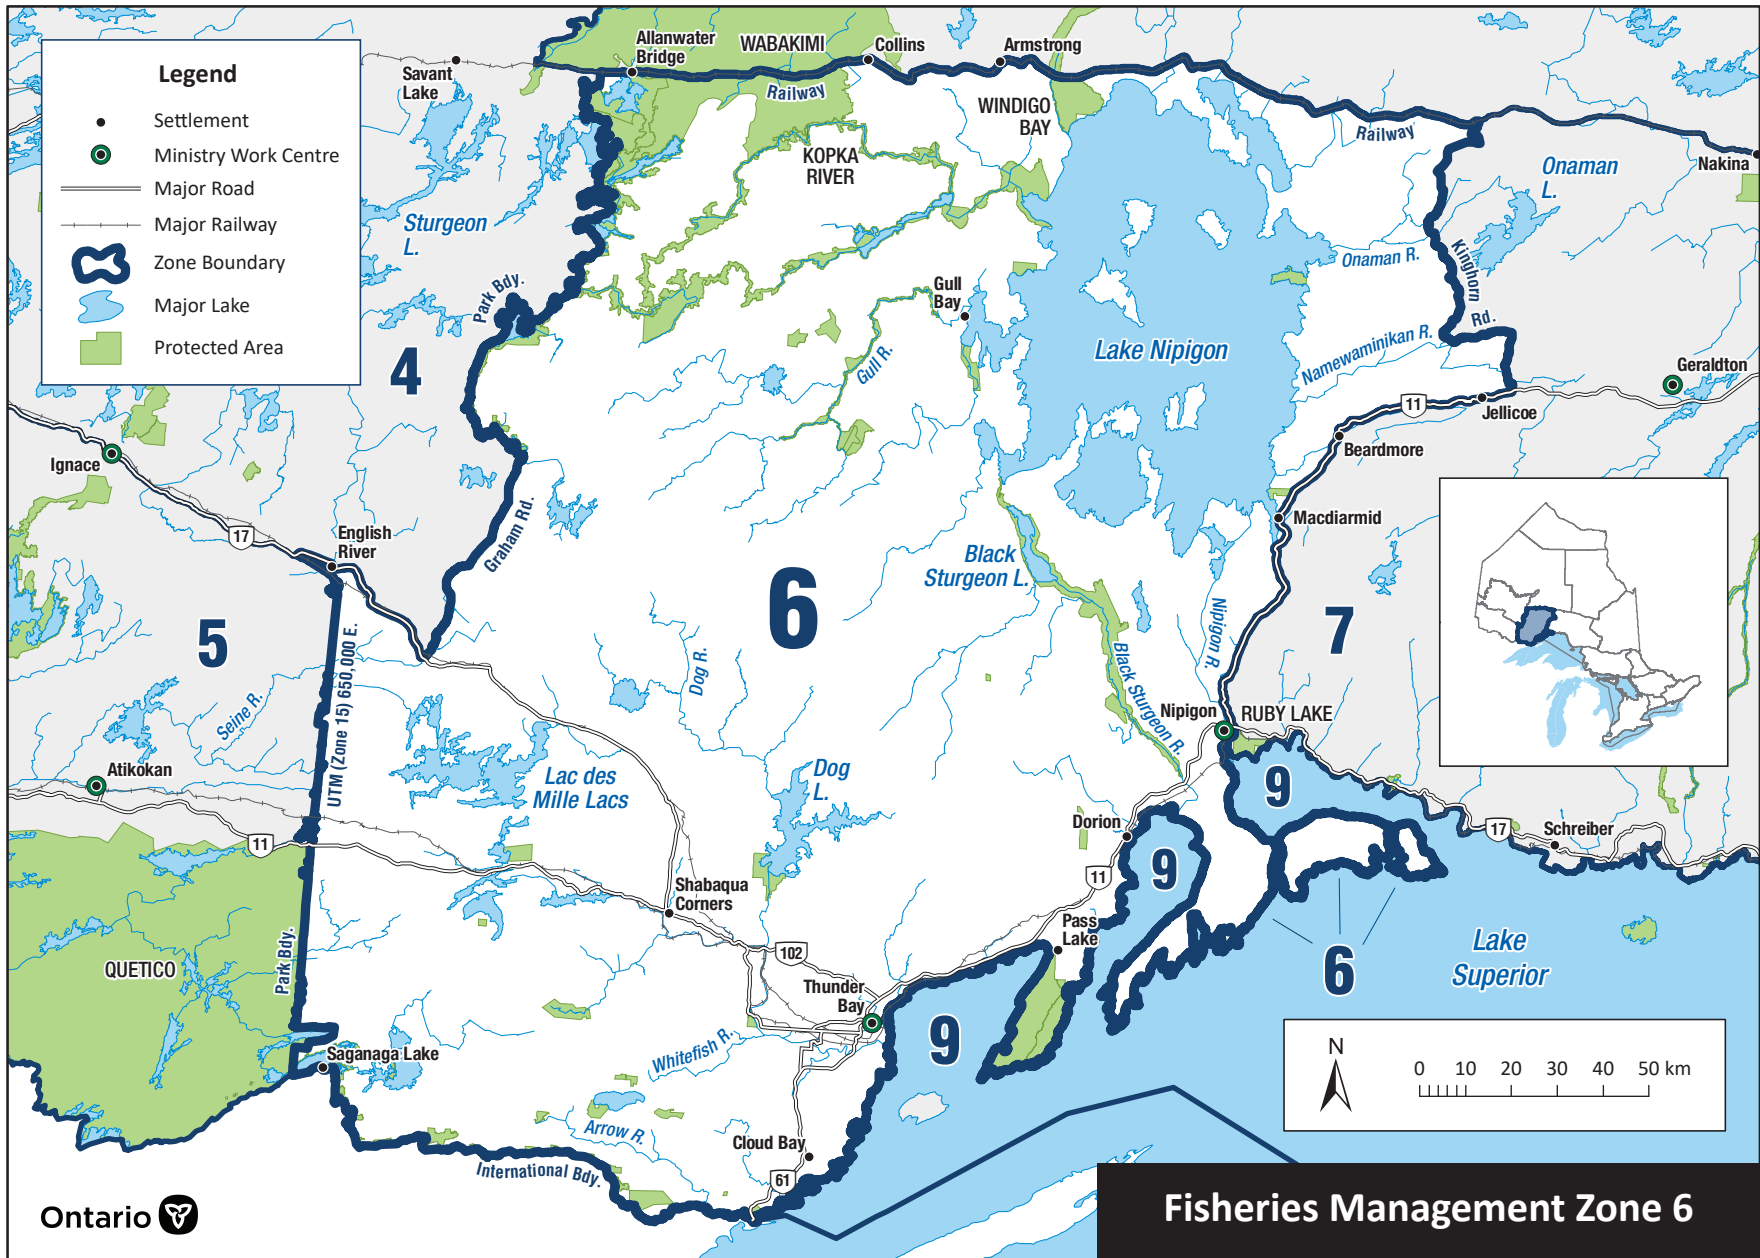 Legend
Settlement
Ministry Work Centre
Major Road
Major Railway
Zone Boundary
Major Lake
Protected Area
Savant
Lake
Allanwater
Bridge
WABAKIMI
Collins
Armstrong
Railway
WINDIGO
BAY
Railway
Nakina
Onaman
L.
KOPKA
RIVER
Sturgeon
L.
Park Bdy.
Gull
Bay
Onaman R.
Kinghorn
Rd.
Lake Nipigon
Namewaminikan R.
Gull R.
4
Geraldton
11
Jellicoe
Beardmore
Ignace
17
English
River
Graham Rd.
Macdiarmid
Black
Sturgeon L.
6
5
7
UTM (Zone 15) 650,000 E.
Dog R.
Nipigon R.
Black Sturgeon R.
Seine R.
Nipigon
RUBY LAKE
Atikokan
Lac des
Mille Lacs
Dog
L.
9
17
Schreiber
Dorion
11
9
11
Shabaqua
Corners
Pass
Lake
102
QUETICO
Park Bdy.
Thunder
Bay
6
Lake
Superior
9
Saganaga Lake
Whitefish R.
N
0 10 20 30 40 50 km
Arrow R.
Cloud Bay
International Bdy.
61
Ontario
Fisheries Management Zone 6